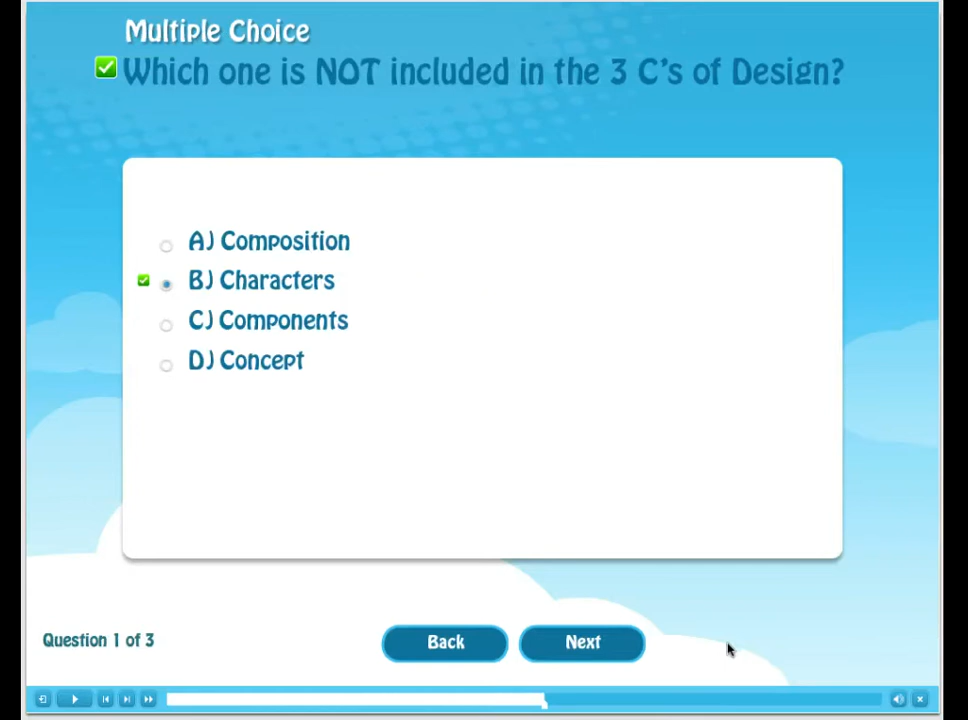 Multiple Choice
Which one is NOT included in the 3 C's of Design?
A) Composition
B) Characters
C) Components
D) Concept
Question 1 of 3
Back
Next